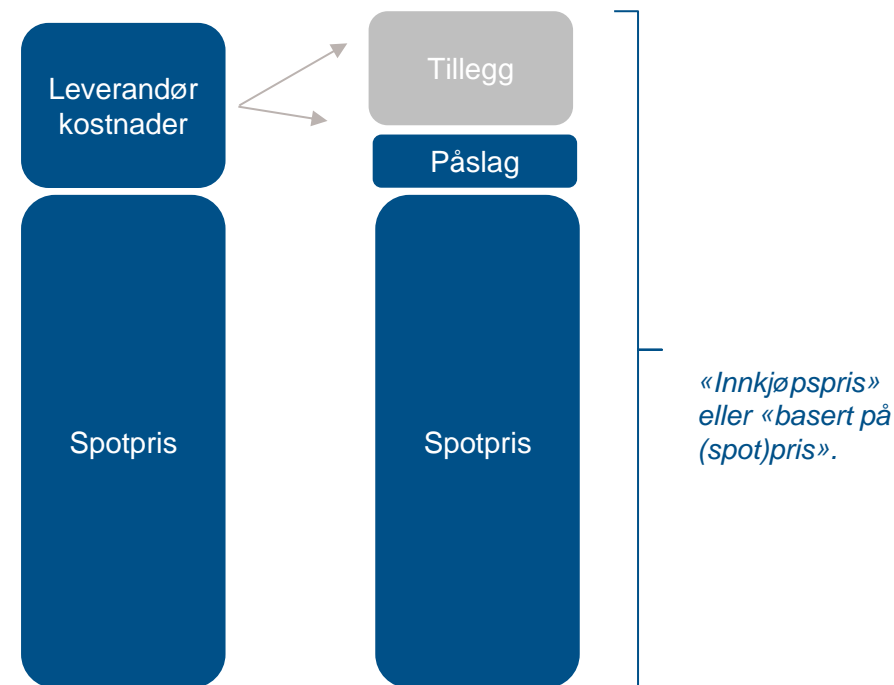 Leverandør
kostnader
Tillegg
Påslag
Spotpris
Spotpris
«Innkjøpspris»
eller «basert på
(spot)pris».